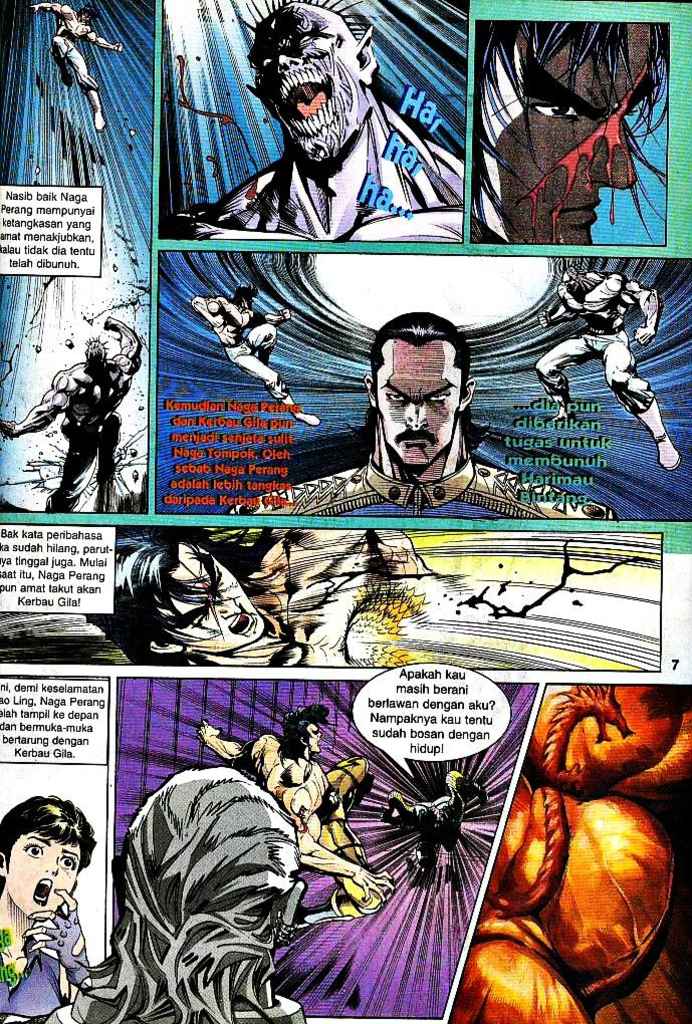 Nasib baik Naga
Perang mempunyai
ketangkasan yang
amat menakjubkan,
kalau tidak dia tentu
telah dibunuh.
Har
har
ha...
Kemudian Naga Perang
dan Kerbau Gila pun
menjadi senjata sulit
Naga Tompok. Oleh
sebab Naga Perang
adalah lebih tangkas
daripada Kerbau Gila...
...dia pun
diberikan
tugas untuk
membunuh
Harimau
Bintang.
Bak kata peribahasa
ka sudah hilang, parut-
ya tinggal juga. Mulai
saat itu, Naga Perang
pun amat takut akan
Kerbau Gila!
7
ni, demi keselamatan
ao Ling, Naga Perang
elah tampil ke depan
dan bermuka-muka
bertarung dengan
Kerbau Gila.
Apakah kau
masih berani
berlawan dengan aku?
Nampaknya kau tentu
sudah bosan dengan
hidup!